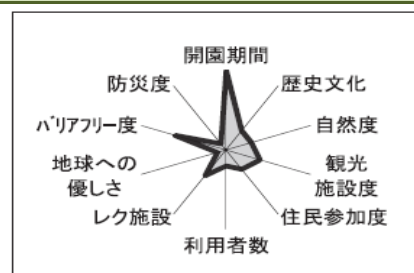 開園期間
防災度
歴史文化
バリアフリー度
自然度
地球への
優しさ
観光
施設度
レク施設
住民参加度
利用者数